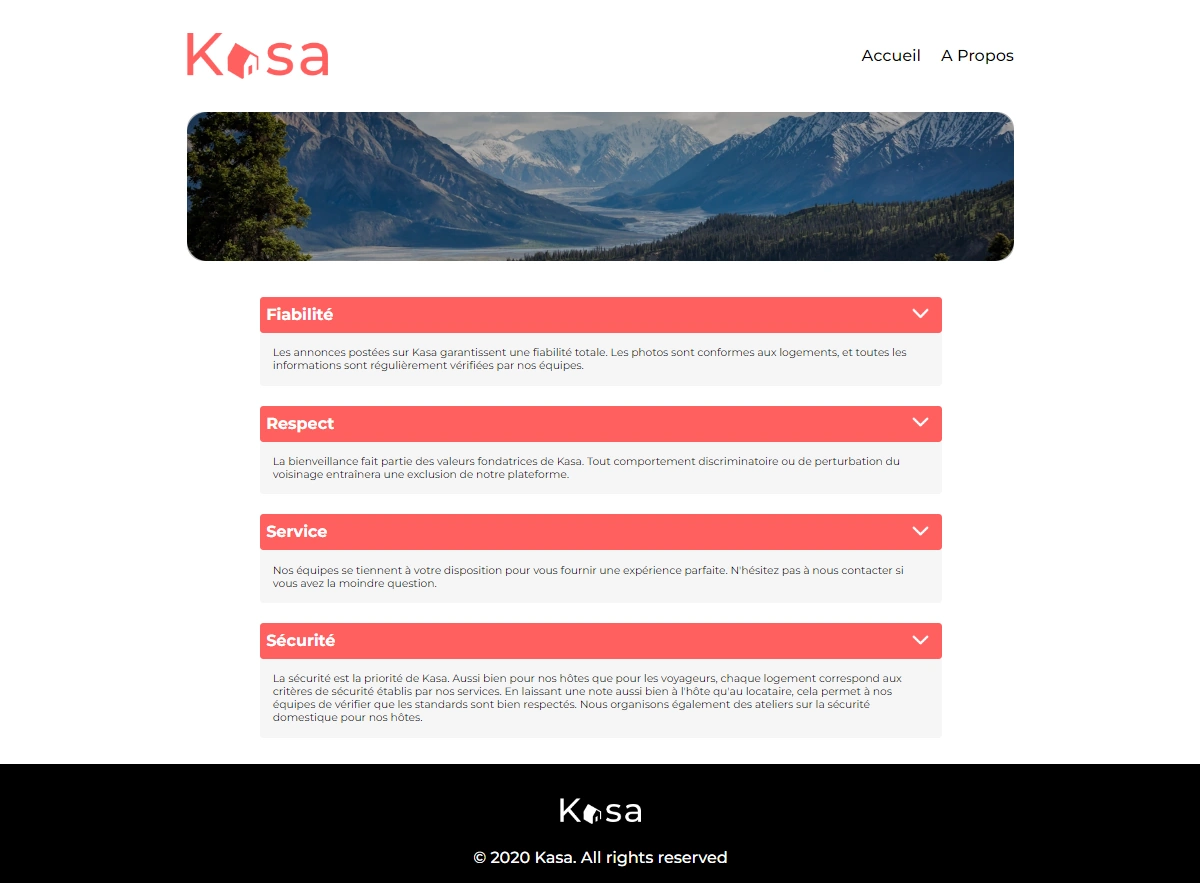 Kasa
Accueil A Propos
Fiabilité
Les annonces postées sur Kasa garantissent une fiabilité totale. Les photos sont conformes aux logements, et toutes les
informations sont régulièrement vérifiées par nos équipes.
Respect
La bienveillance fait partie des valeurs fondatrices de Kasa. Tout comportement discriminatoire ou de perturbation du
voisinage entraînera une exclusion de notre plateforme.
Service
Nos équipes se tiennent à votre disposition pour vous fournir une expérience parfaite. N'hésitez pas à nous contacter si
vous avez la moindre question.
Sécurité
La sécurité est la priorité de Kasa. Aussi bien pour nos hôtes que pour les voyageurs, chaque logement correspond aux
critères de sécurité établis par nos services. En laissant une note aussi bien à l'hôte qu'au locataire, cela permet à nos
équipes de vérifier que les standards sont bien respectés. Nous organisons également des ateliers sur la sécurité
domestique pour nos hôtes.
Kasa
© 2020 Kasa. All rights reserved